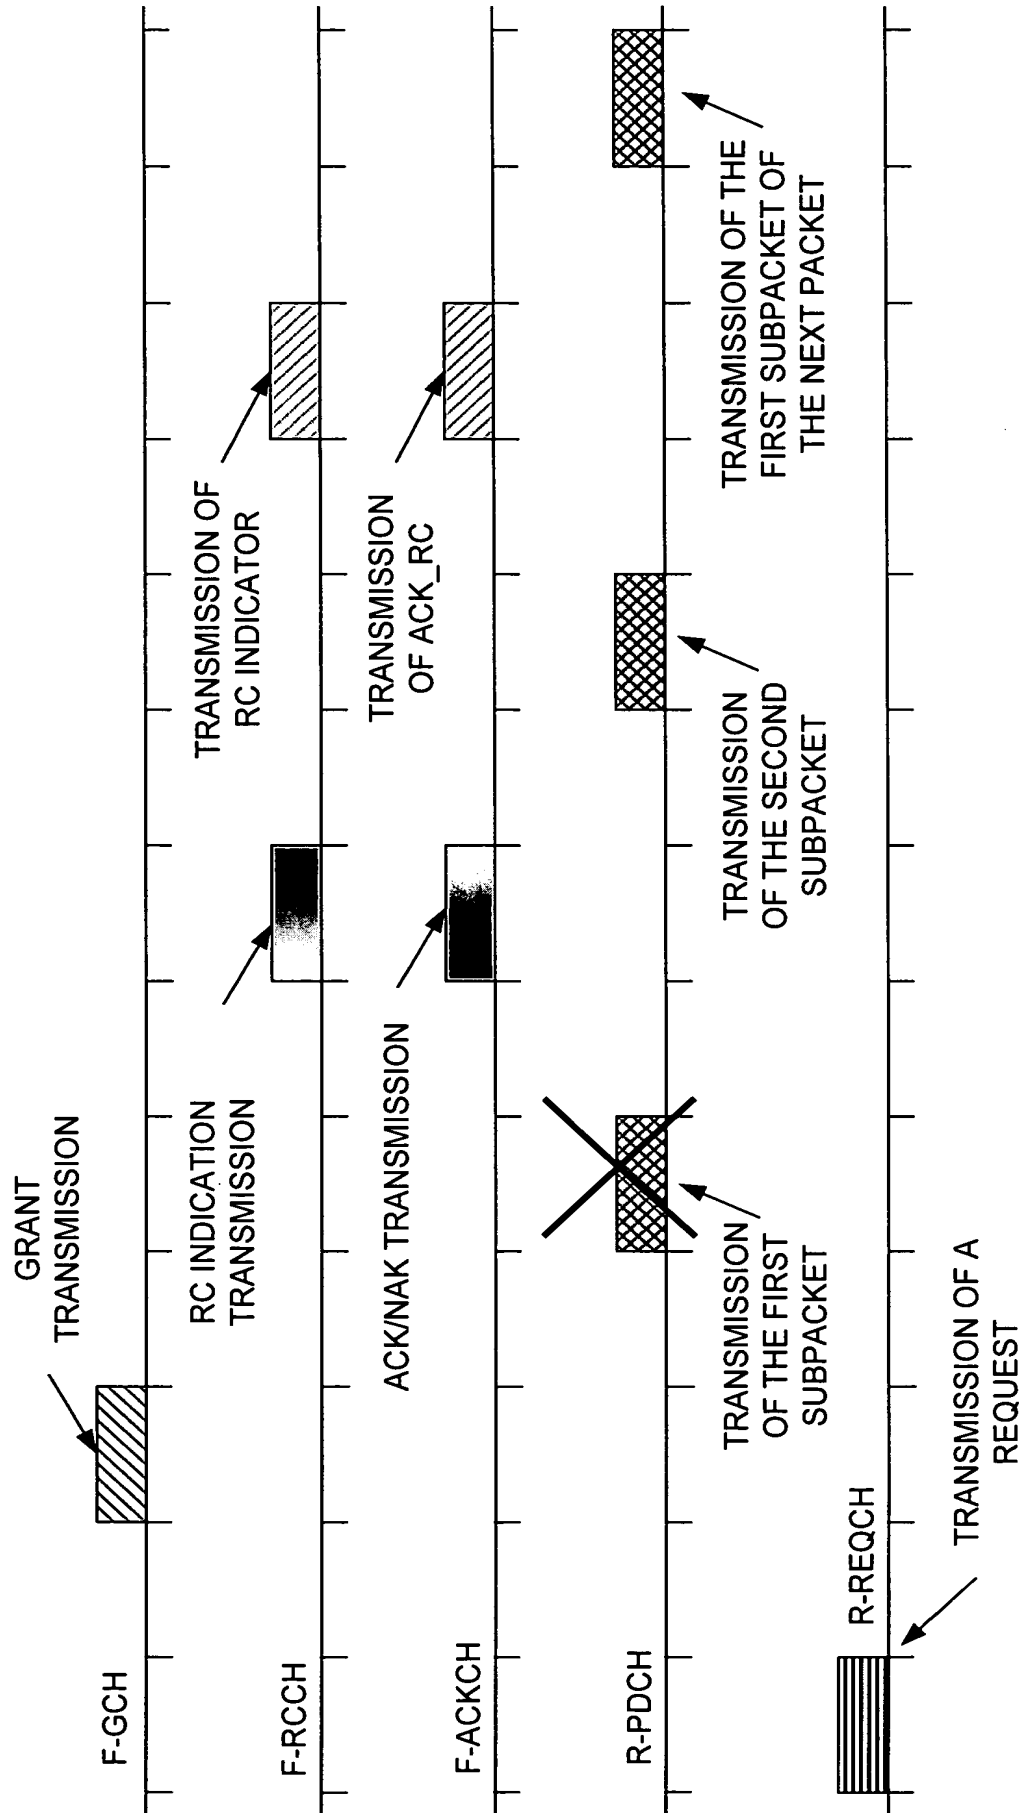 GRANT
TRANSMISSION
F-GCH
TRANSMISSION OF
RC INDICATOR
RC INDICATION
TRANSMISSION
F-RCCH
TRANSMISSION
OF ACK_RC
ACK/NAK TRANSMISSION
F-ACKCH
R-PDCH
TRANSMISSION
OF THE FIRST
SUBPACKET
TRANSMISSION
OF THE SECOND
SUBPACKET
TRANSMISSION OF THE
FIRST SUBPACKET OF
THE NEXT PACKET
R-REQCH
TRANSMISSION OF A
REQUEST